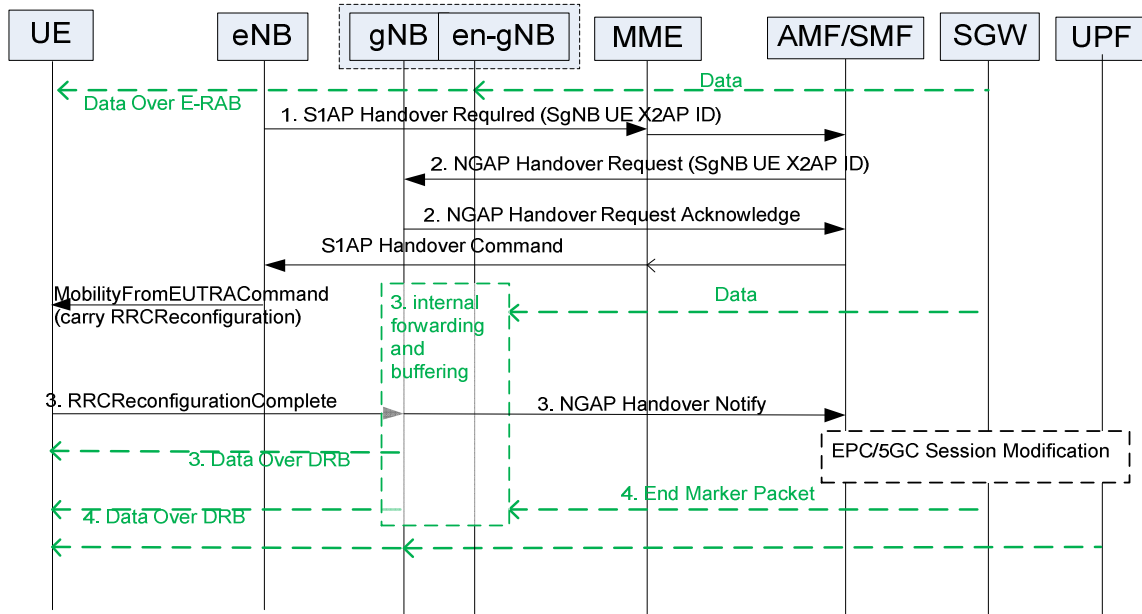 UE
eNB
gNB
en-gNB
MME
AMF/SMF
SGW
UPF
Data
Data Over E-RAB
1. S1AP Handover Required (SgNB UE X2AP ID)
2. NGAP Handover Request (SgNB UE X2AP ID)
2. NGAP Handover Request Acknowledge
S1AP Handover Command
MobilityFromEUTRACommand
(carry RRCReconfiguration)
3. internal
forwarding
and
buffering
Data
3. RRCReconfigurationComplete
3. NGAP Handover Notify
EPC/5GC Session Modification
3. Data Over DRB
4. End Marker Packet
4. Data Over DRB